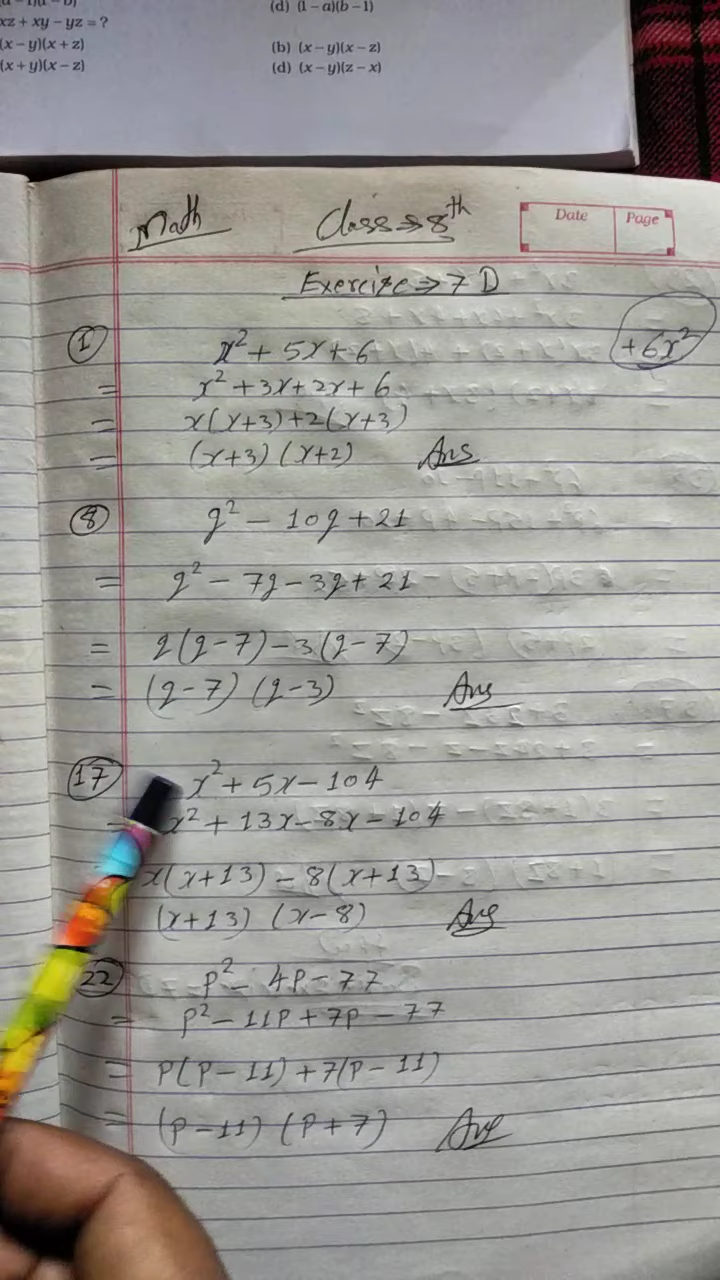 (d) (1 – a)(b – 1)
xz + xy – yz = ?
(x – y)(x + z)
(b) (x – y)(x – z)
(x + y)(x – z)
(d) (x – y)(z – x)
Math
Class ⇒ 8th
Date
Page
Exercize ⇒ 7 D
① x² + 5x + 6
+ 6x²
= x² + 3x + 2x + 6
= x(x+3) + 2(x+3)
= (x+3) (x+2) Ans
⑧ q² – 10q + 21
= q² – 7q – 3q + 21
= q(q–7) – 3(q–7)
= (q–7) (q–3) Ans
⑰ x² + 5x – 104
= x² + 13x – 8x – 104
x(x+13) – 8(x+13)
(x+13) (x–8) Ans
㉒ p² – 4p – 77
= p² – 11p + 7p – 77
= p(p–11) + 7(p–11)
= (p–11) (p+7) Ans